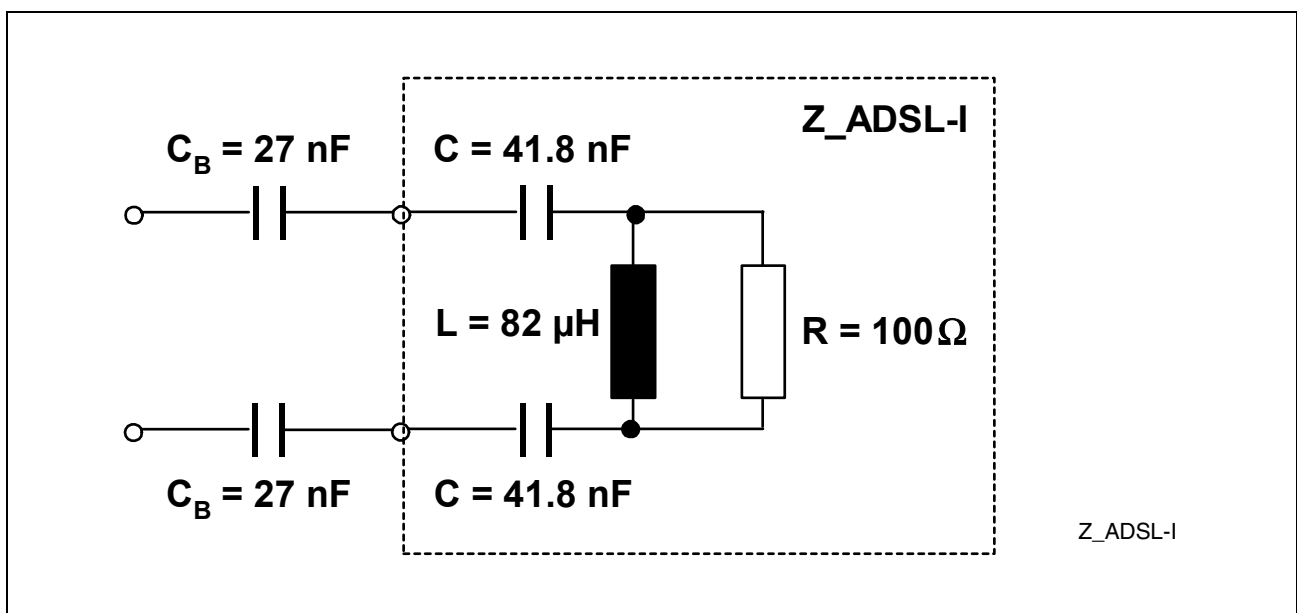 Z_ADSL-I
C_B = 27 nF
C = 41.8 nF
L = 82 µH
R = 100Ω
C_B = 27 nF
C = 41.8 nF
Z_ADSL-I